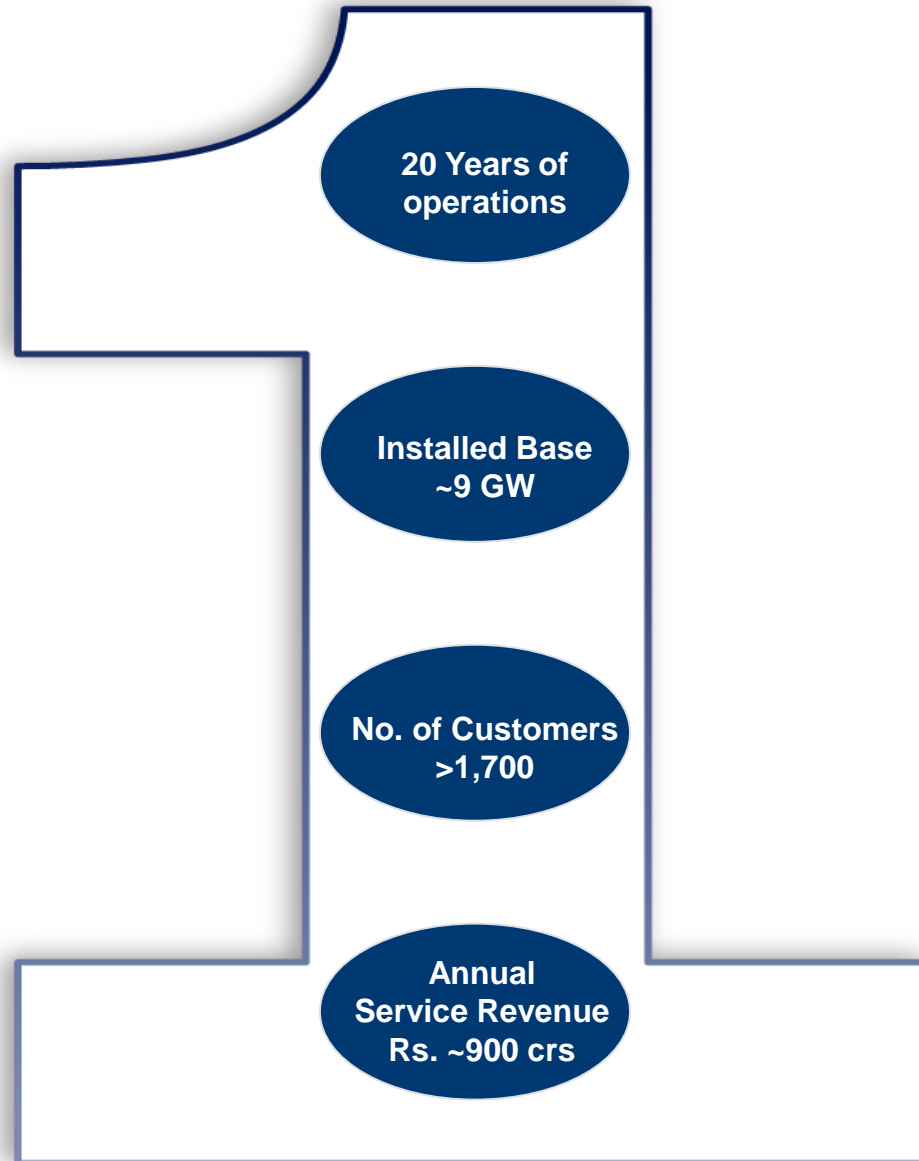 20 Years of
operations
Installed Base
~9 GW
No. of Customers
>1,700
Annual
Service Revenue
Rs. ~900 crs